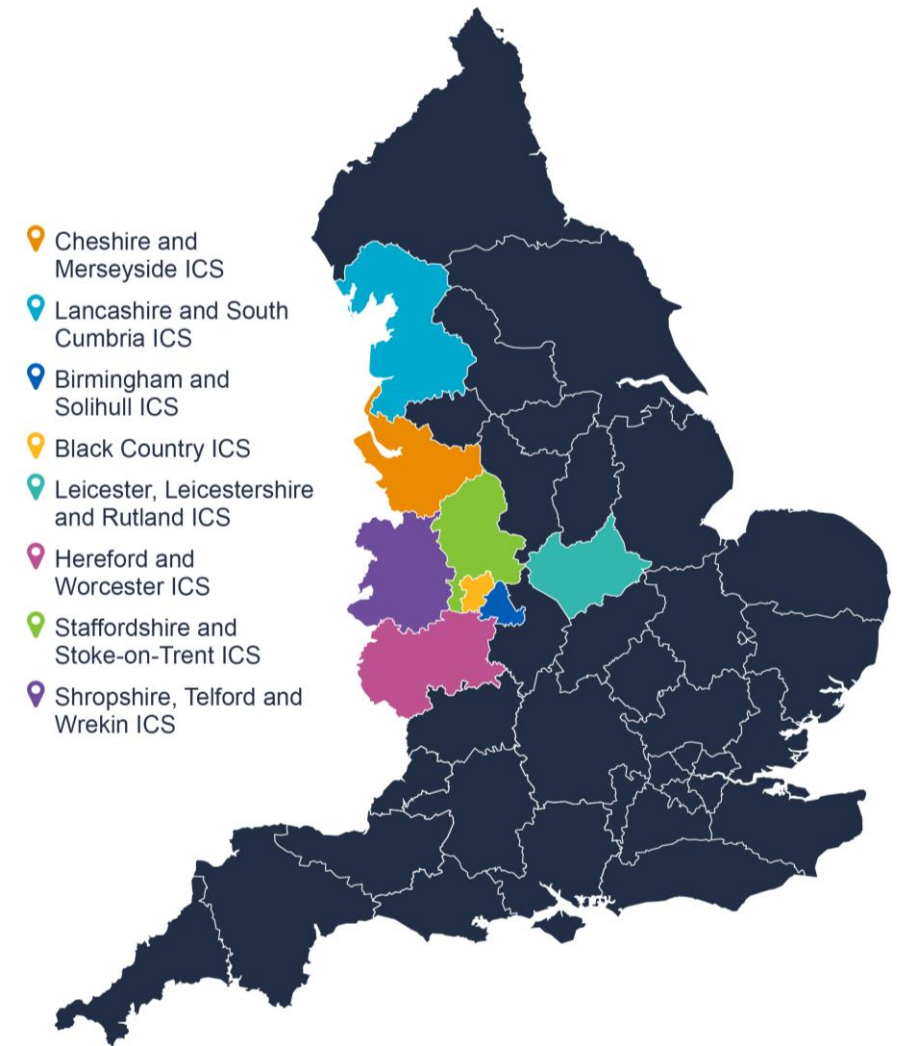 Cheshire and
Merseyside ICS
Lancashire and South
Cumbria ICS
Birmingham and
Solihull ICS
Black Country ICS
Leicester, Leicestershire
and Rutland ICS
Hereford and
Worcester ICS
Staffordshire and
Stoke-on-Trent ICS
Shropshire, Telford and
Wrekin ICS